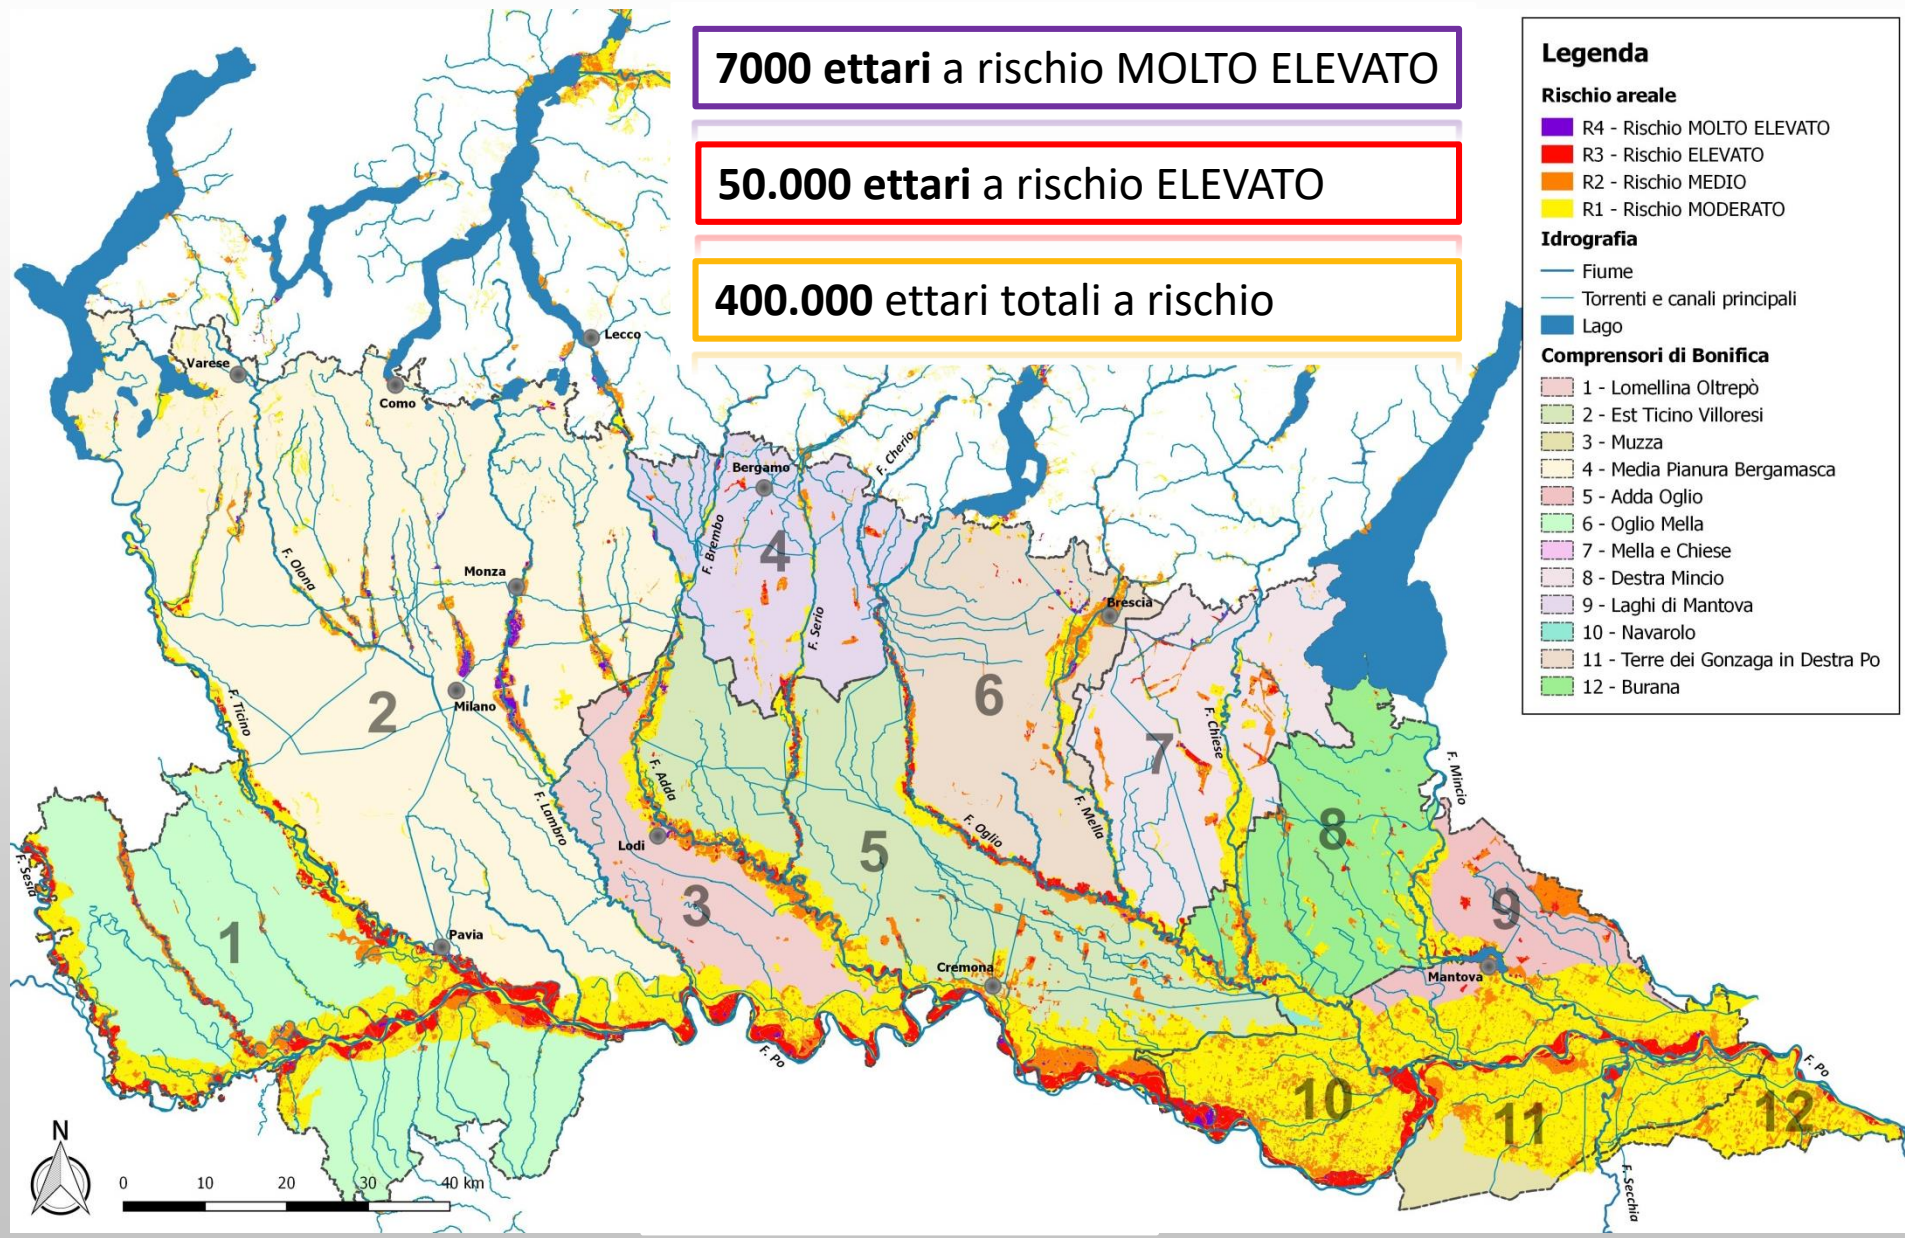 7000 ettari a rischio MOLTO ELEVATO
50.000 ettari a rischio ELEVATO
400.000 ettari totali a rischio
Legenda
Rischio areale
R4 - Rischio MOLTO ELEVATO
R3 - Rischio ELEVATO
R2 - Rischio MEDIO
R1 - Rischio MODERATO
Idrografia
Fiume
Torrenti e canali principali
Lago
Comprensori di Bonifica
1 - Lomellina Oltrepò
2 - Est Ticino Villoresi
3 - Muzza
4 - Media Pianura Bergamasca
5 - Adda Oglio
6 - Oglio Mella
7 - Mella e Chiese
8 - Destra Mincio
9 - Laghi di Mantova
10 - Navarolo
11 - Terre dei Gonzaga in Destra Po
12 - Burana
Lecco
Varese
Como
F. Cherio
Bergamo
F. Brembo
4
F. Olona
Monza
Brescia
F. Serio
6
F. Ticino
2
Milano
F. Chiese
7
F. Mincio
F. Adda
F. Lambro
F. Mella
F. Oglio
8
Lodi
5
F. Sesia
3
9
1
Pavia
Cremona
Mantova
F. Po
F. Po
10
11
12
N
0 10 20 30 40 km
F. Secchia